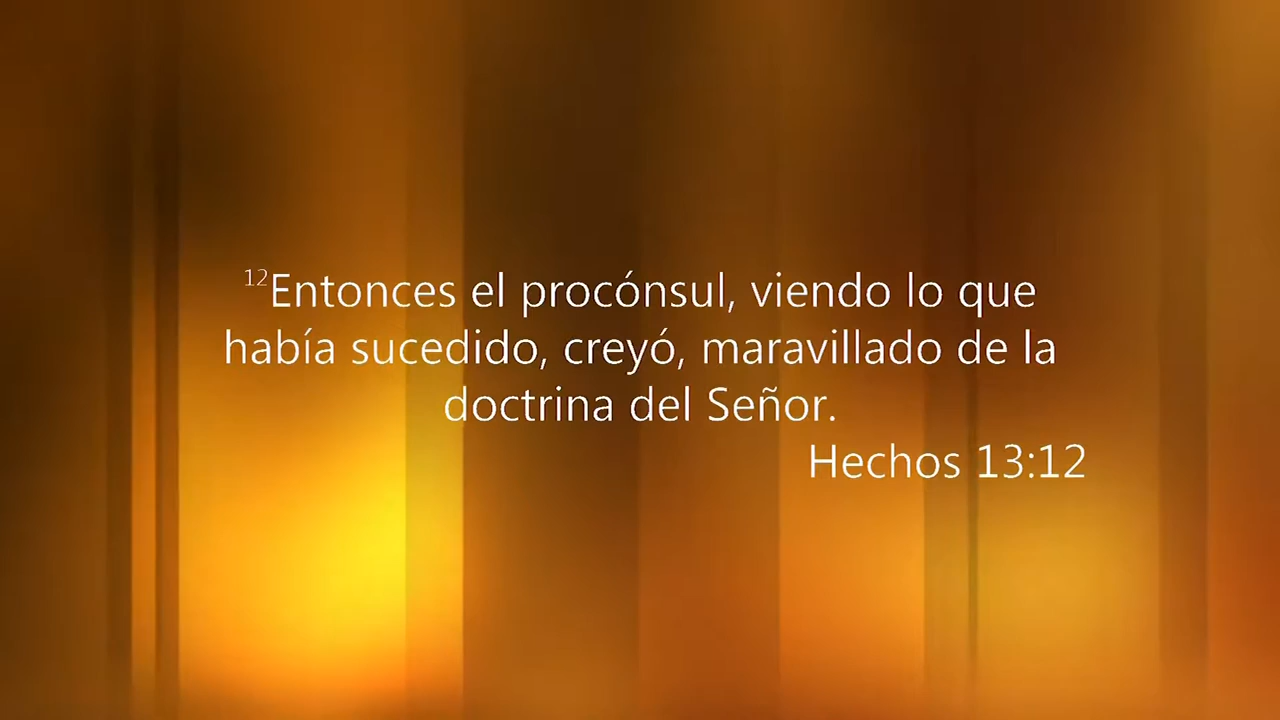 ¹²Entonces el procónsul, viendo lo que
había sucedido, creyó, maravillado de la
doctrina del Señor.
Hechos 13:12